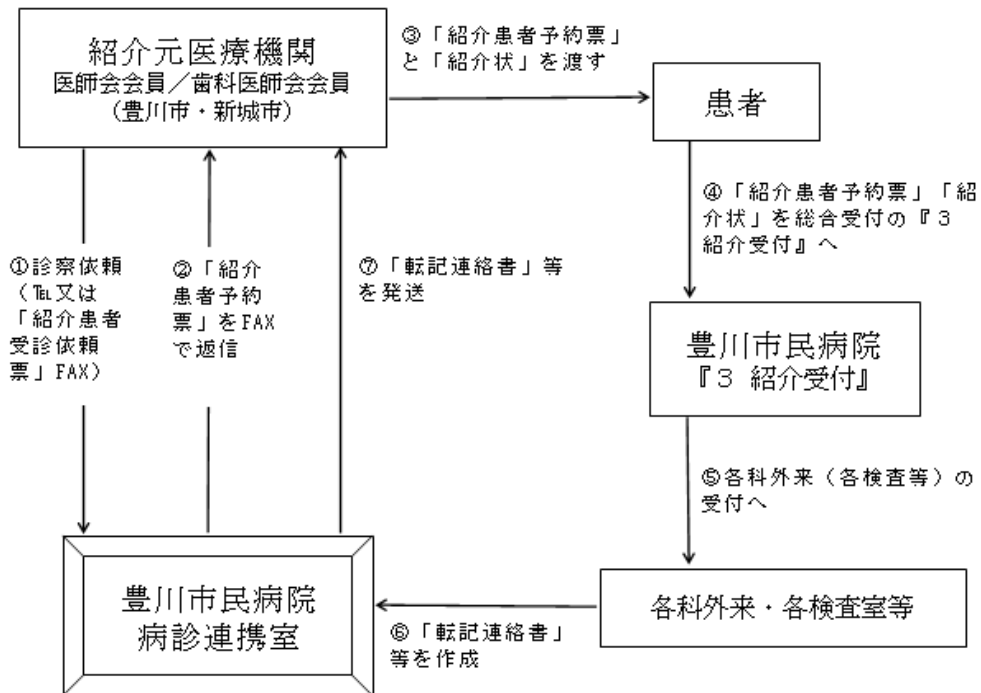 紹介元医療機関
医師会会員／歯科医師会会員
（豊川市・新城市）
③「紹介患者予約票」
と「紹介状」を渡す
患者
④「紹介患者予約票」「紹
介状」を総合受付の『３
紹介受付』へ
①診察依頼
（℡又は
「紹介患者
受診依頼
票」FAX）
②「紹介
患者予約
票」をFAX
で返信
⑦「転記連絡書」等
を発送
豊川市民病院
『３ 紹介受付』
⑤各科外来（各検査等）の
受付へ
豊川市民病院
病診連携室
⑥「転記連絡書」
等を作成
各科外来・各検査室等